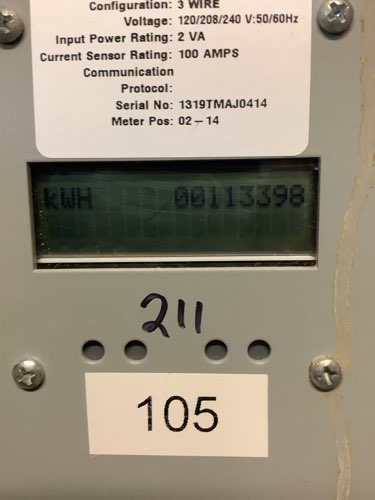 Configuration: 3 WIRE
Voltage: 120/208/240 V:50/60Hz
Input Power Rating: 2 VA
Current Sensor Rating: 100 AMPS
Communication
Protocol:
Serial No: 1319TMAJ0414
Meter Pos: 02-14
kWH 00113398
211
105